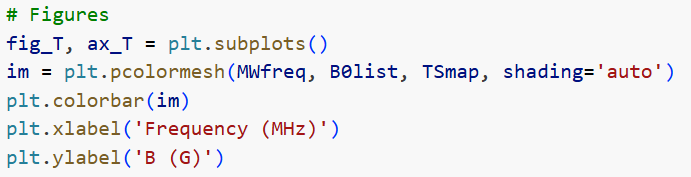 # Figures
fig_T, ax_T = plt.subplots()
im = plt.pcolormesh(MWfreq, B0list, TSmap, shading='auto')
plt.colorbar(im)
plt.xlabel('Frequency (MHz)')
plt.ylabel('B (G)')